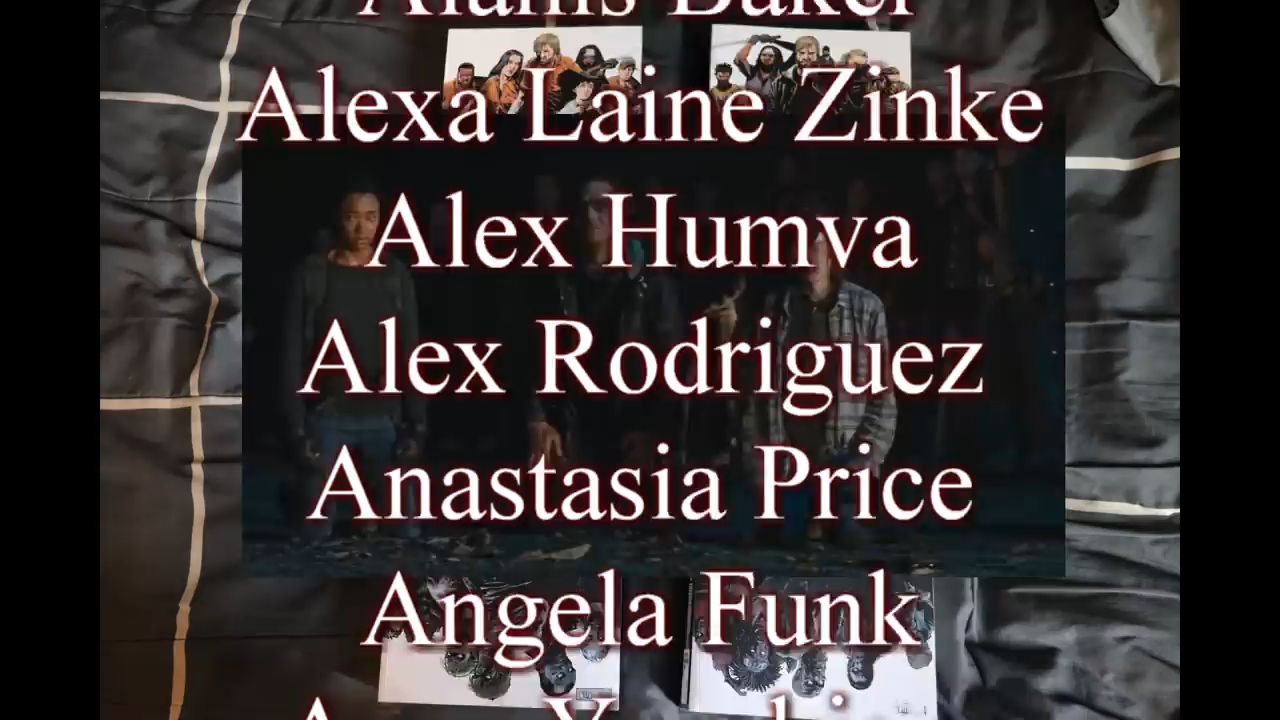 Alexa Laine Zinke
Alex Humva
Alex Rodriguez
Anastasia Price
Angela Funk